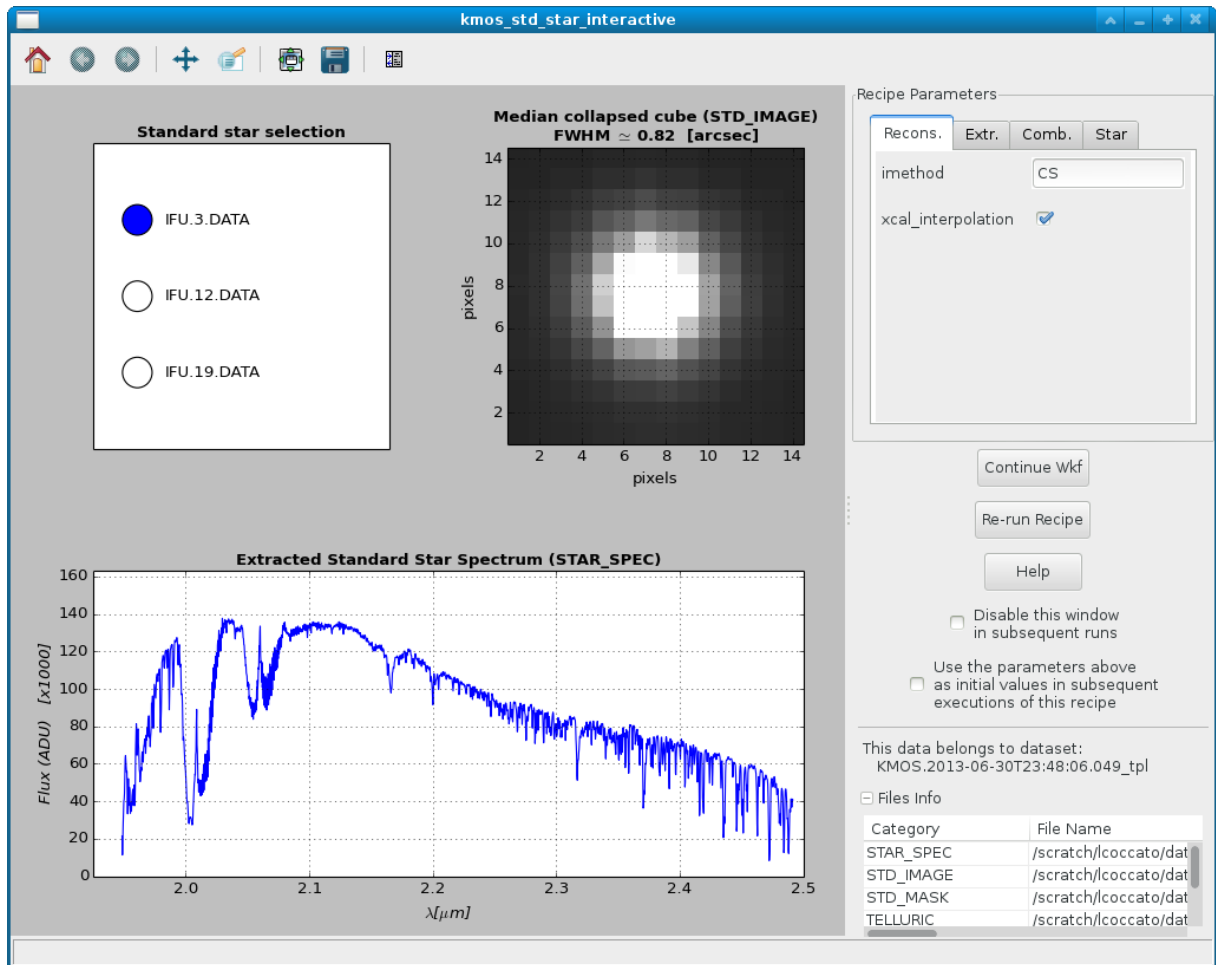 kmos_std_star_interactive
Standard star selection
IFU.3.DATA
IFU.12.DATA
IFU.19.DATA
Median collapsed cube (STD_IMAGE)
FWHM ≃ 0.82 [arcsec]
14
12
10
8
6
4
2
pixels
2 4 6 8 10 12 14
pixels
Extracted Standard Star Spectrum (STAR_SPEC)
160
140
120
100
80
60
40
20
0
Flux (ADU) [x1000]
2.0 2.1 2.2 2.3 2.4 2.5
λ[μm]
Recipe Parameters
Recons. Extr. Comb. Star
imethod CS
xcal_interpolation
Continue Wkf
Re-run Recipe
Help
Disable this window
in subsequent runs
Use the parameters above
as initial values in subsequent
executions of this recipe
This data belongs to dataset:
KMOS.2013-06-30T23:48:06.049_tpl
Files Info
Category File Name
STAR_SPEC /scratch/lcoccato/dat
STD_IMAGE /scratch/lcoccato/dat
STD_MASK /scratch/lcoccato/dat
TELLURIC /scratch/lcoccato/dat